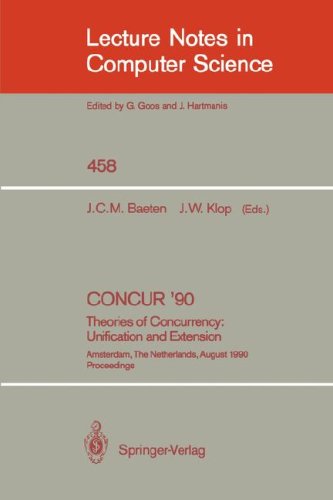 Lecture Notes in
Computer Science
Edited by G. Goos and J. Hartmanis
458
J.C.M. Baeten J.W. Klop (Eds.)
CONCUR '90
Theories of Concurrency:
Unification and Extension
Amsterdam, The Netherlands, August 1990
Proceedings
Springer-Verlag